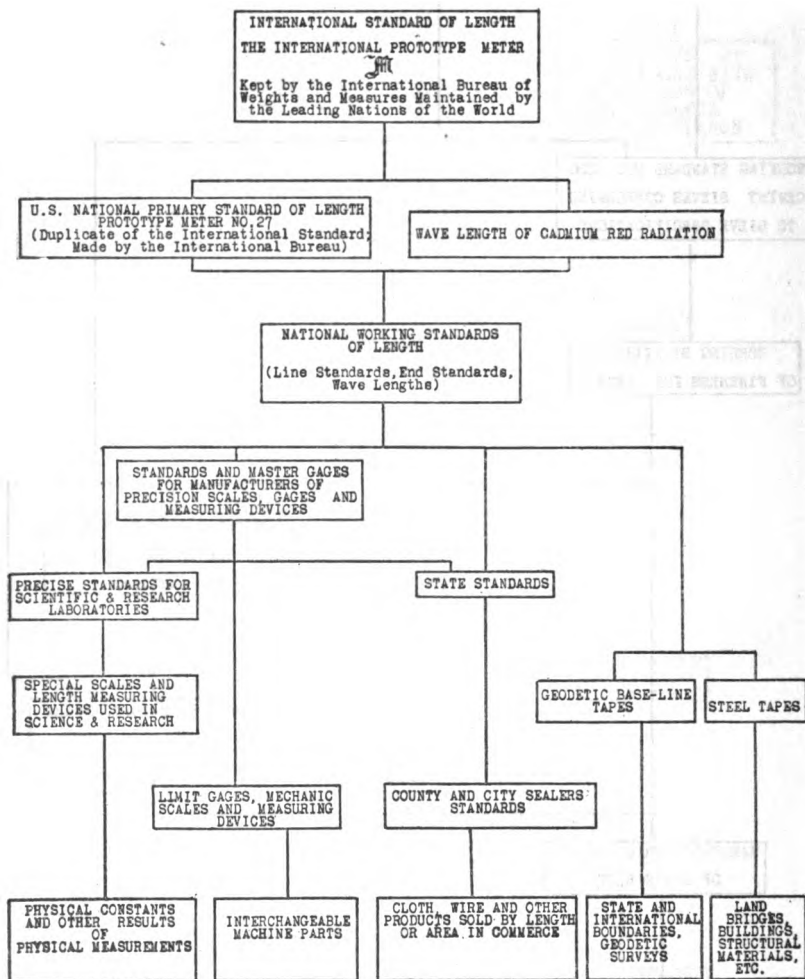 INTERNATIONAL STANDARD OF LENGTH
THE INTERNATIONAL PROTOTYPE METER
M
Kept by the International Bureau of
Weights and Measures Maintained by
the Leading Nations of the World
U.S. NATIONAL PRIMARY STANDARD OF LENGTH
PROTOTYPE METER NO.27
(Duplicate of the International Standard;
Made by the International Bureau)
WAVE LENGTH OF CADMIUM RED RADIATION
NATIONAL WORKING STANDARDS
OF LENGTH
(Line Standards, End Standards,
Wave Lengths)
STANDARDS AND MASTER GAGES
FOR MANUFACTURERS OF
PRECISION SCALES, GAGES AND
MEASURING DEVICES
PRECISE STANDARDS FOR
SCIENTIFIC & RESEARCH
LABORATORIES
STATE STANDARDS
SPECIAL SCALES AND
LENGTH MEASURING
DEVICES USED IN
SCIENCE & RESEARCH
GEODETIC BASE-LINE
TAPES
STEEL TAPES
LIMIT GAGES, MECHANIC
SCALES AND MEASURING
DEVICES
COUNTY AND CITY SEALERS
STANDARDS
PHYSICAL CONSTANTS
AND OTHER RESULTS
OF
PHYSICAL MEASUREMENTS
INTERCHANGEABLE
MACHINE PARTS
CLOTH, WIRE AND OTHER
PRODUCTS SOLD BY LENGTH
OR AREA IN COMMERCE
STATE AND
INTERNATIONAL
BOUNDARIES,
GEODETIC
SURVEYS
LAND
BRIDGES,
BUILDINGS,
STRUCTURAL
MATERIALS,
ETC.